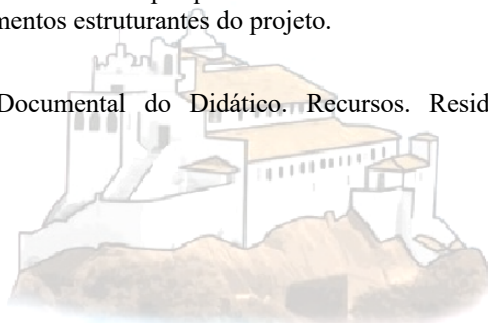 mentos estruturantes do projeto.
Documental do Didático. Recursos. Resid